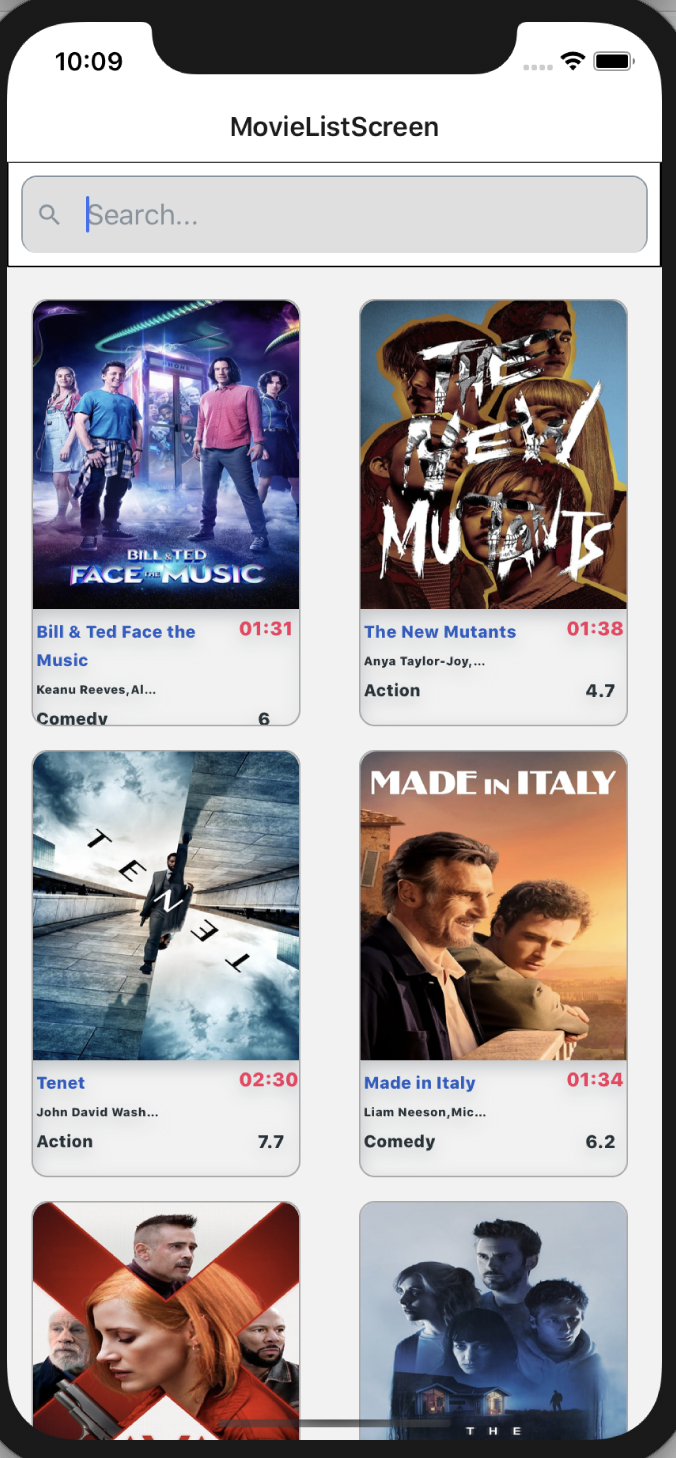 10:09
MovieListScreen
Search...
BILL & TED
FACE THE MUSIC
Bill & Ted Face the
Music
01:31
Keanu Reeves,Al...
Comedy
6
THE
NEW
MUTANTS
The New Mutants
01:38
Anya Taylor-Joy,...
Action
4.7
TENET
Tenet
02:30
John David Wash...
Action
7.7
MADE IN ITALY
Made in Italy
01:34
Liam Neeson,Mic...
Comedy
6.2
THE